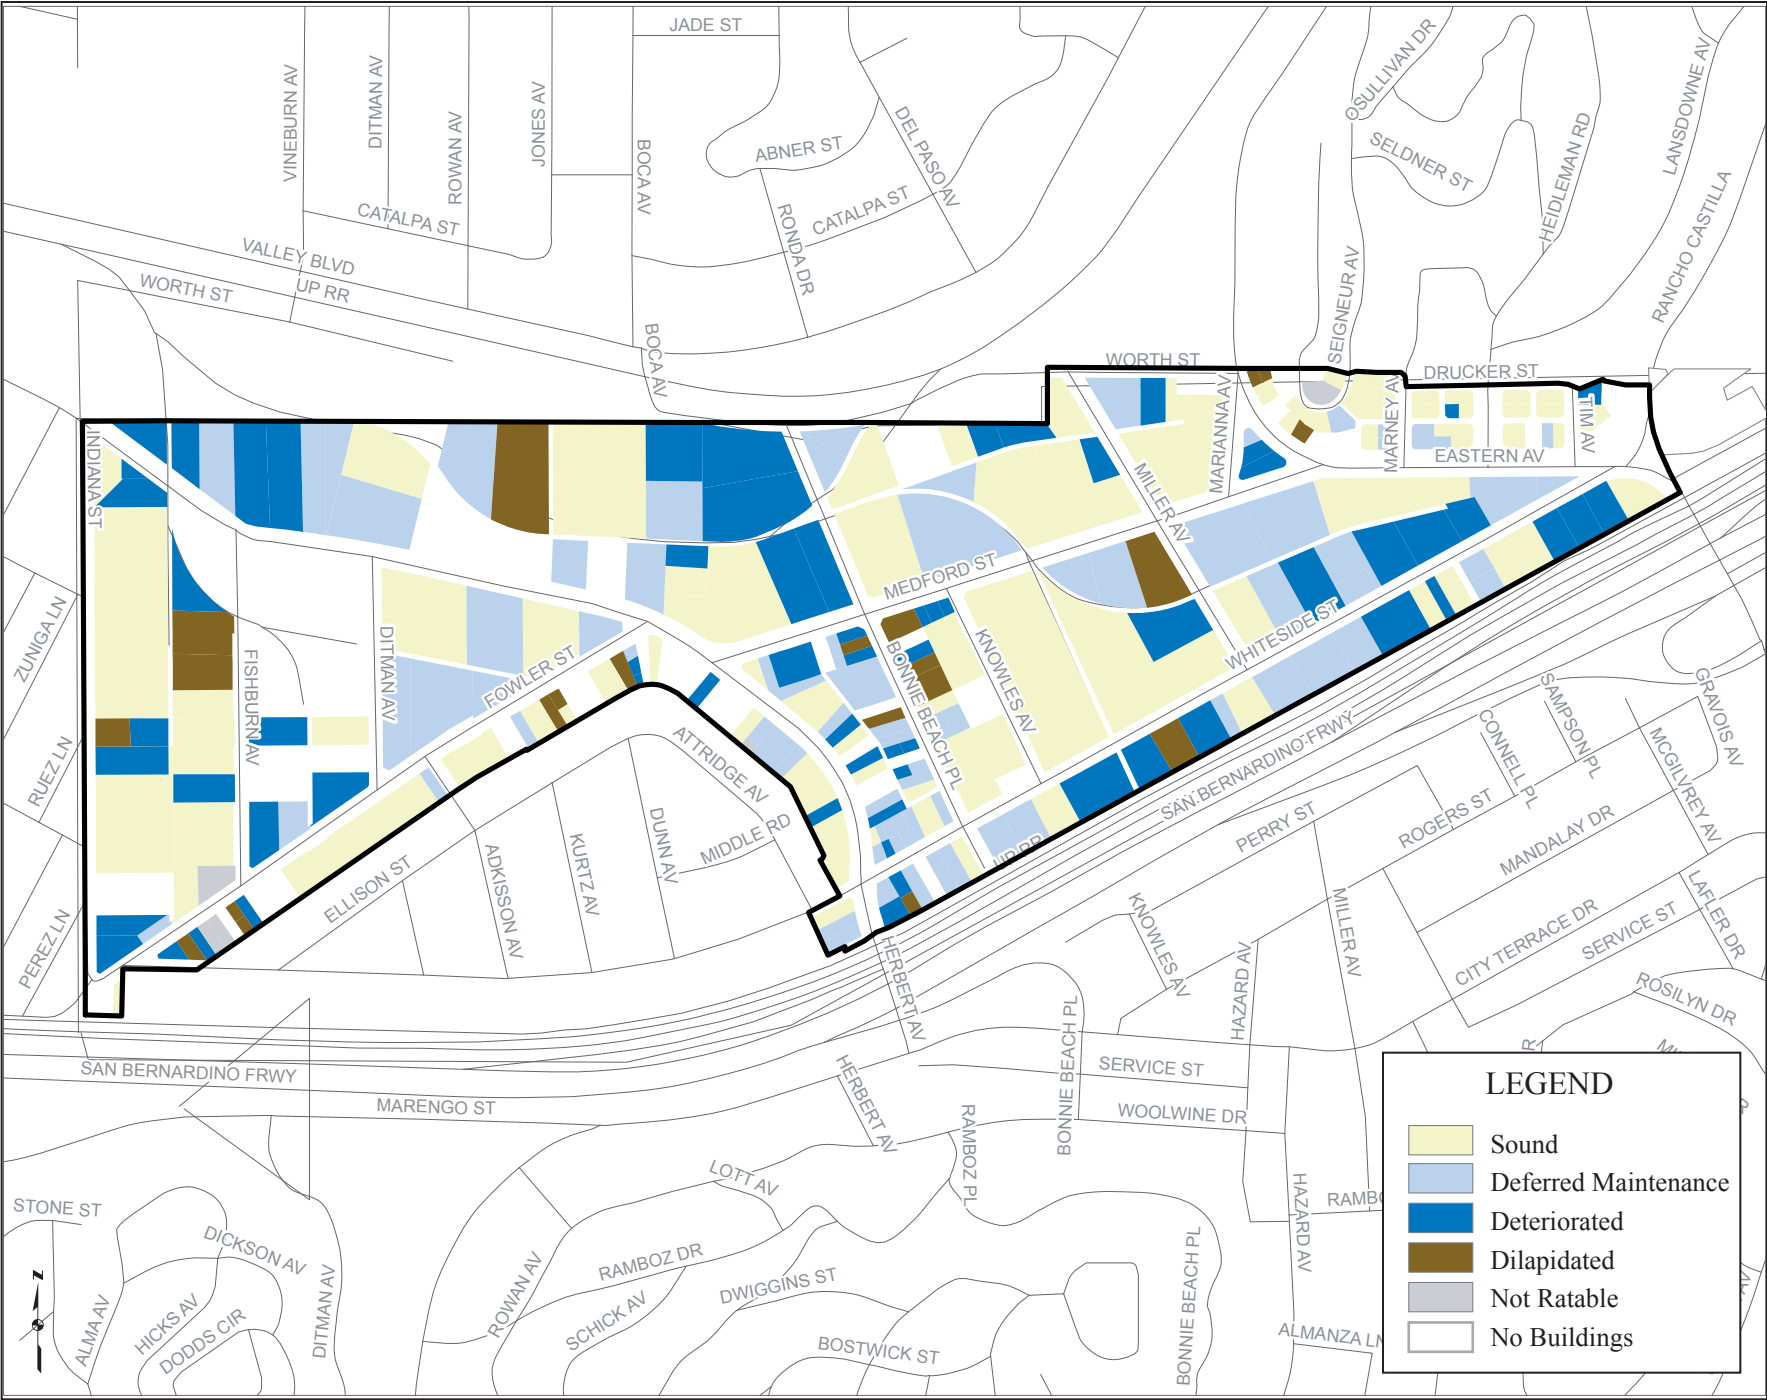 JADE ST
OSULLIVAN DR
LANSDOWNE AV
VINEBURN AV
DITMAN AV
ROWAN AV
JONES AV
BOCA AV
ABNER ST
DEL PASO AV
SELDNER ST
HEIDLEMAN RD
CATALPA ST
CATALPA ST
RONDA DR
RANCHO CASTILLA
VALLEY BLVD
UP RR
WORTH ST
SEIGNEUR AV
BOCA AV
WORTH ST
DRUCKER ST
MARIANNA AV
MARNEY AV
TIM AV
INDIANA ST
EASTERN AV
MILLER AV
MEDFORD ST
ZUNIGA LN
FISHBURN AV
DITMAN AV
FOWLER ST
BONNIE BEACH PL
KNOWLES AV
WHITESIDE ST
SAMPSON PL
GRAVOIS AV
RUEZ LN
ATTRIDGE AV
CONNELL PL
MCGILVREY AV
SAN BERNARDINO FRWY
DUNN AV
MIDDLE RD
KURTZ AV
ADKISSON AV
UP RR
PERRY ST
ROGERS ST
MANDALAY DR
ELLISON ST
PEREZ LN
KNOWLES AV
MILLER AV
LAFLER DR
CITY TERRACE DR
SERVICE ST
HERBERT AV
HAZARD AV
ROSILYN DR
BONNIE BEACH PL
SAN BERNARDINO FRWY
MARENGO ST
HERBERT AV
SERVICE ST
WOOLWINE DR
RAMBOZ PL
LOTT AV
HAZARD AV
RAMBO
STONE ST
DICKSON AV
RAMBOZ DR
ROWAN AV
DWIGGINS ST
SCHICK AV
BONNIE BEACH PL
DITMAN AV
ALMA AV
HICKS AV
DODDS CIR
BOSTWICK ST
ALMANZA LN
LEGEND
Sound
Deferred Maintenance
Deteriorated
Dilapidated
Not Ratable
No Buildings